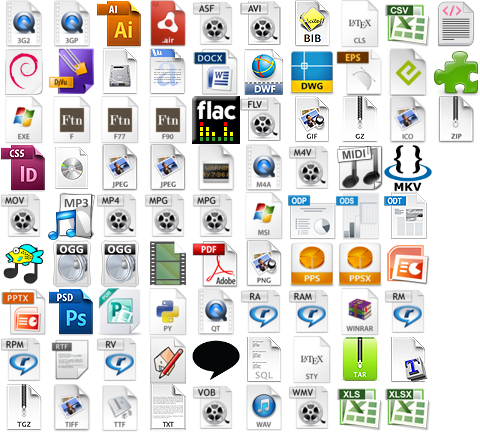 3G2 3GP AI Ai .air ASF AVI BIB LATEX CLS CSV
DjVu DOCX W DWF DWG EPS e
EXE Ftn F Ftn F77 Ftn F90 flac FLV GIF GZ ICO ZIP
CSS ID JPEG JPEG M4A M4V MIDI MKV
MOV MP3 MP4 MPG MPG MSI ODP ODS ODT
OGG OGG PDF Adobe PNG PPS PPSX
PPTX PSD Ps PY QT RA RAM WINRAR RM
RPM RTF RV SQL LATEX STY TAR T
TGZ TIFF TTF TXT VOB WAV WMV XLS XLSX